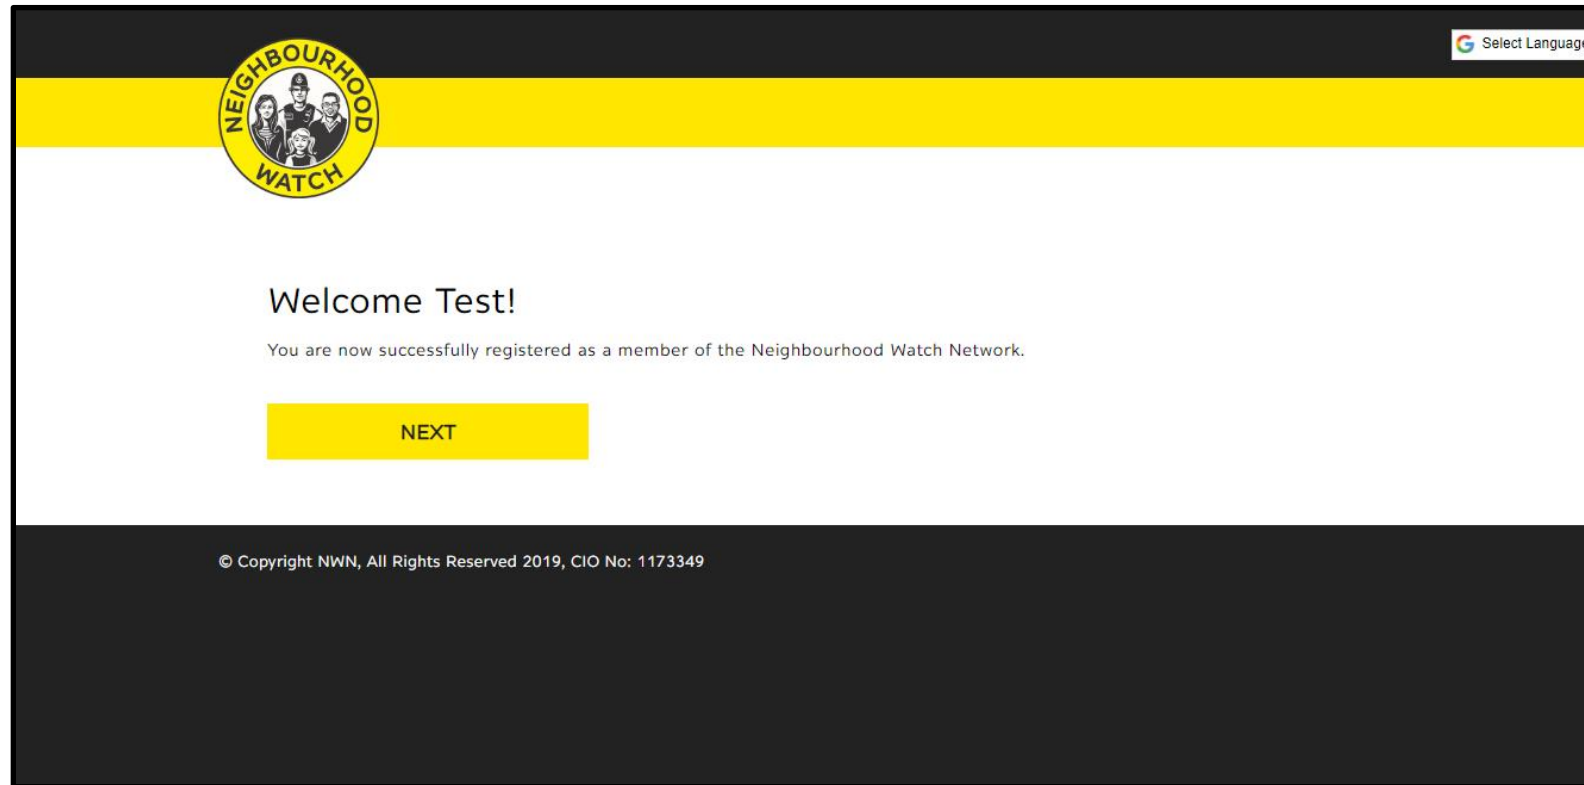 Select Language
NEIGHBOURHOOD
WATCH
Welcome Test!
You are now successfully registered as a member of the Neighbourhood Watch Network.
NEXT
© Copyright NWN, All Rights Reserved 2019, CIO No: 1173349